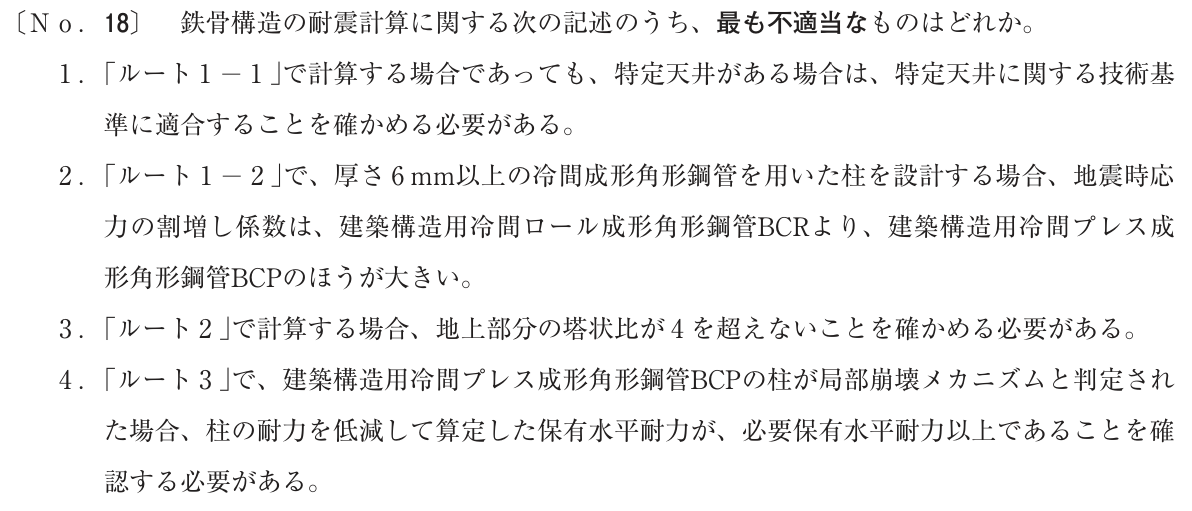 〔Ｎｏ．18〕　鉄骨構造の耐震計算に関する次の記述のうち、最も不適当なものはどれか。
１．「ルート１－１」で計算する場合であっても、特定天井がある場合は、特定天井に関する技術基
準に適合することを確かめる必要がある。
２．「ルート１－２」で、厚さ６mm以上の冷間成形角形鋼管を用いた柱を設計する場合、地震時応
力の割増し係数は、建築構造用冷間ロール成形角形鋼管BCRより、建築構造用冷間プレス成
形角形鋼管BCPのほうが大きい。
３．「ルート２」で計算する場合、地上部分の塔状比が４を超えないことを確かめる必要がある。
４．「ルート３」で、建築構造用冷間プレス成形角形鋼管BCPの柱が局部崩壊メカニズムと判定され
た場合、柱の耐力を低減して算定した保有水平耐力が、必要保有水平耐力以上であることを確
認する必要がある。